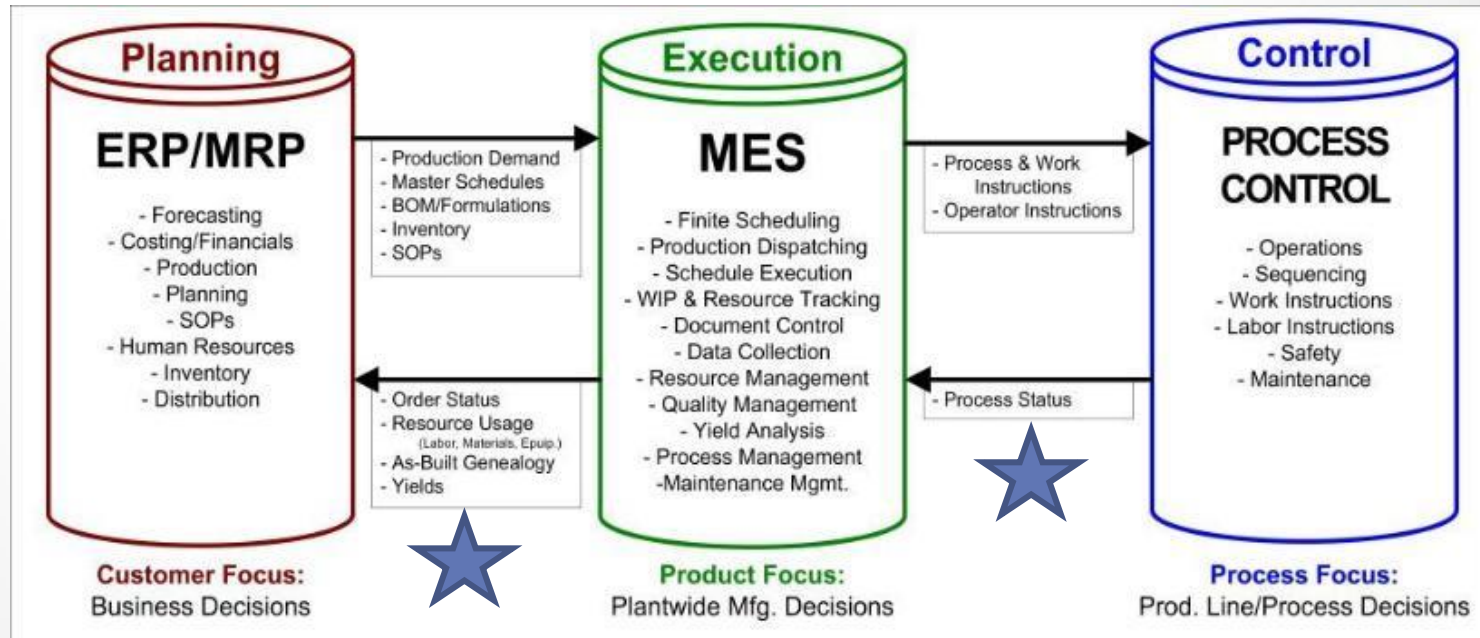 Planning
ERP/MRP
- Forecasting
- Costing/Financials
- Production
- Planning
- SOPs
- Human Resources
- Inventory
- Distribution
Customer Focus:
Business Decisions
- Production Demand
- Master Schedules
- BOM/Formulations
- Inventory
- SOPs
- Order Status
- Resource Usage
(Labor, Materials, Epuip.)
- As-Built Genealogy
- Yields
Execution
MES
- Finite Scheduling
- Production Dispatching
- Schedule Execution
- WIP & Resource Tracking
- Document Control
- Data Collection
- Resource Management
- Quality Management
- Yield Analysis
- Process Management
-Maintenance Mgmt.
Product Focus:
Plantwide Mfg. Decisions
- Process & Work
Instructions
- Operator Instructions
- Process Status
Control
PROCESS
CONTROL
- Operations
- Sequencing
- Work Instructions
- Labor Instructions
- Safety
- Maintenance
Process Focus:
Prod. Line/Process Decisions